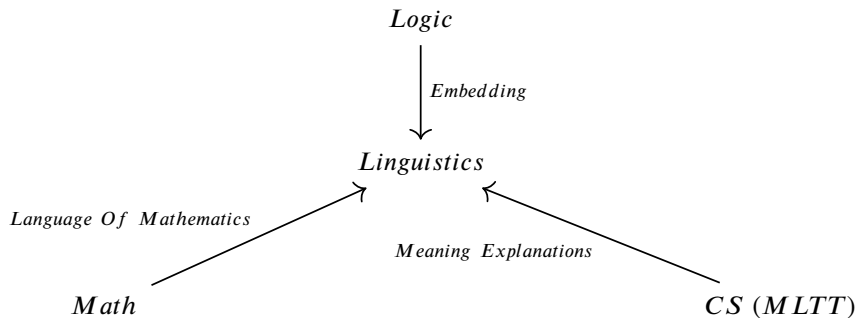 Logic
Embedding
Linguistics
Language Of Mathematics
Meaning Explanations
Math
CS (MLTT)